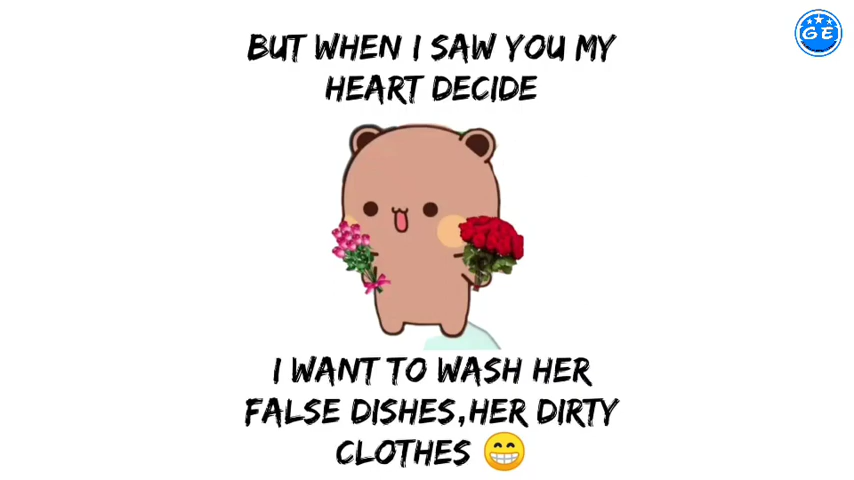 BUT WHEN I SAW YOU MY
HEART DECIDE
I WANT TO WASH HER
FALSE DISHES,HER DIRTY
CLOTHES 😁
GE